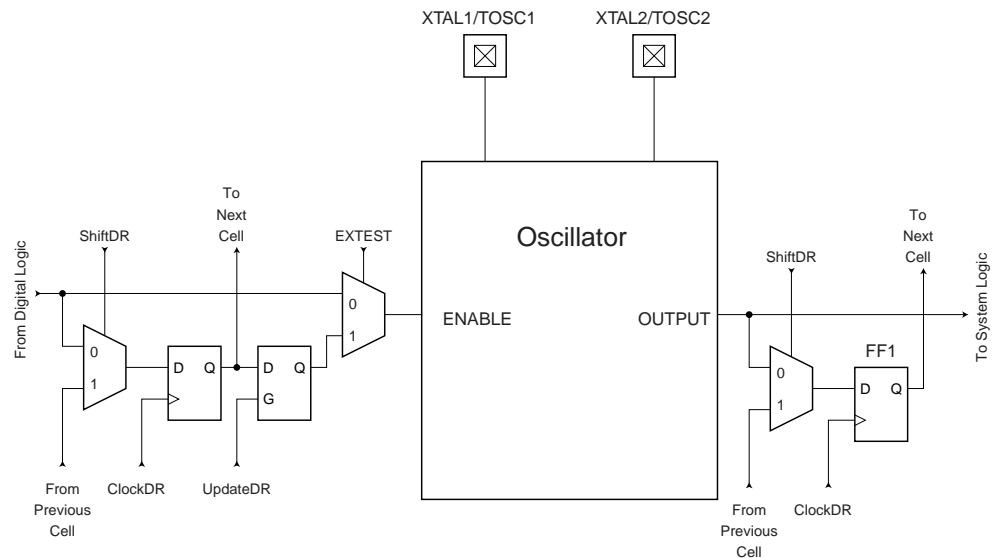 XTAL1/TOSC1
XTAL2/TOSC2
To
Next
Cell
ShiftDR
EXTEST
From Digital Logic
0
1
0
1
D Q
D Q
G
From
Previous
Cell
ClockDR
UpdateDR
Oscillator
ENABLE
OUTPUT
To
Next
Cell
ShiftDR
To System Logic
FF1
0
1
D Q
From
Previous
Cell
ClockDR